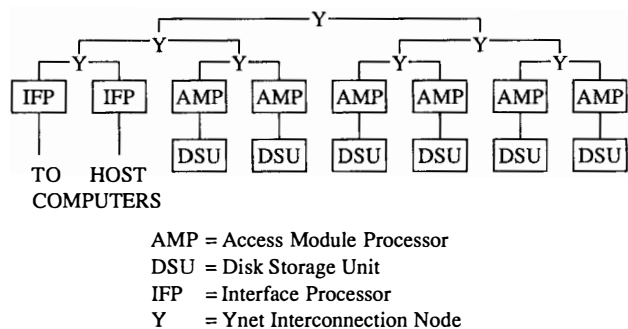 Y
Y Y
Y Y Y Y
IFP IFP AMP AMP AMP AMP AMP AMP
DSU DSU DSU DSU DSU DSU
TO HOST
COMPUTERS
AMP = Access Module Processor
DSU = Disk Storage Unit
IFP = Interface Processor
Y = Ynet Interconnection Node